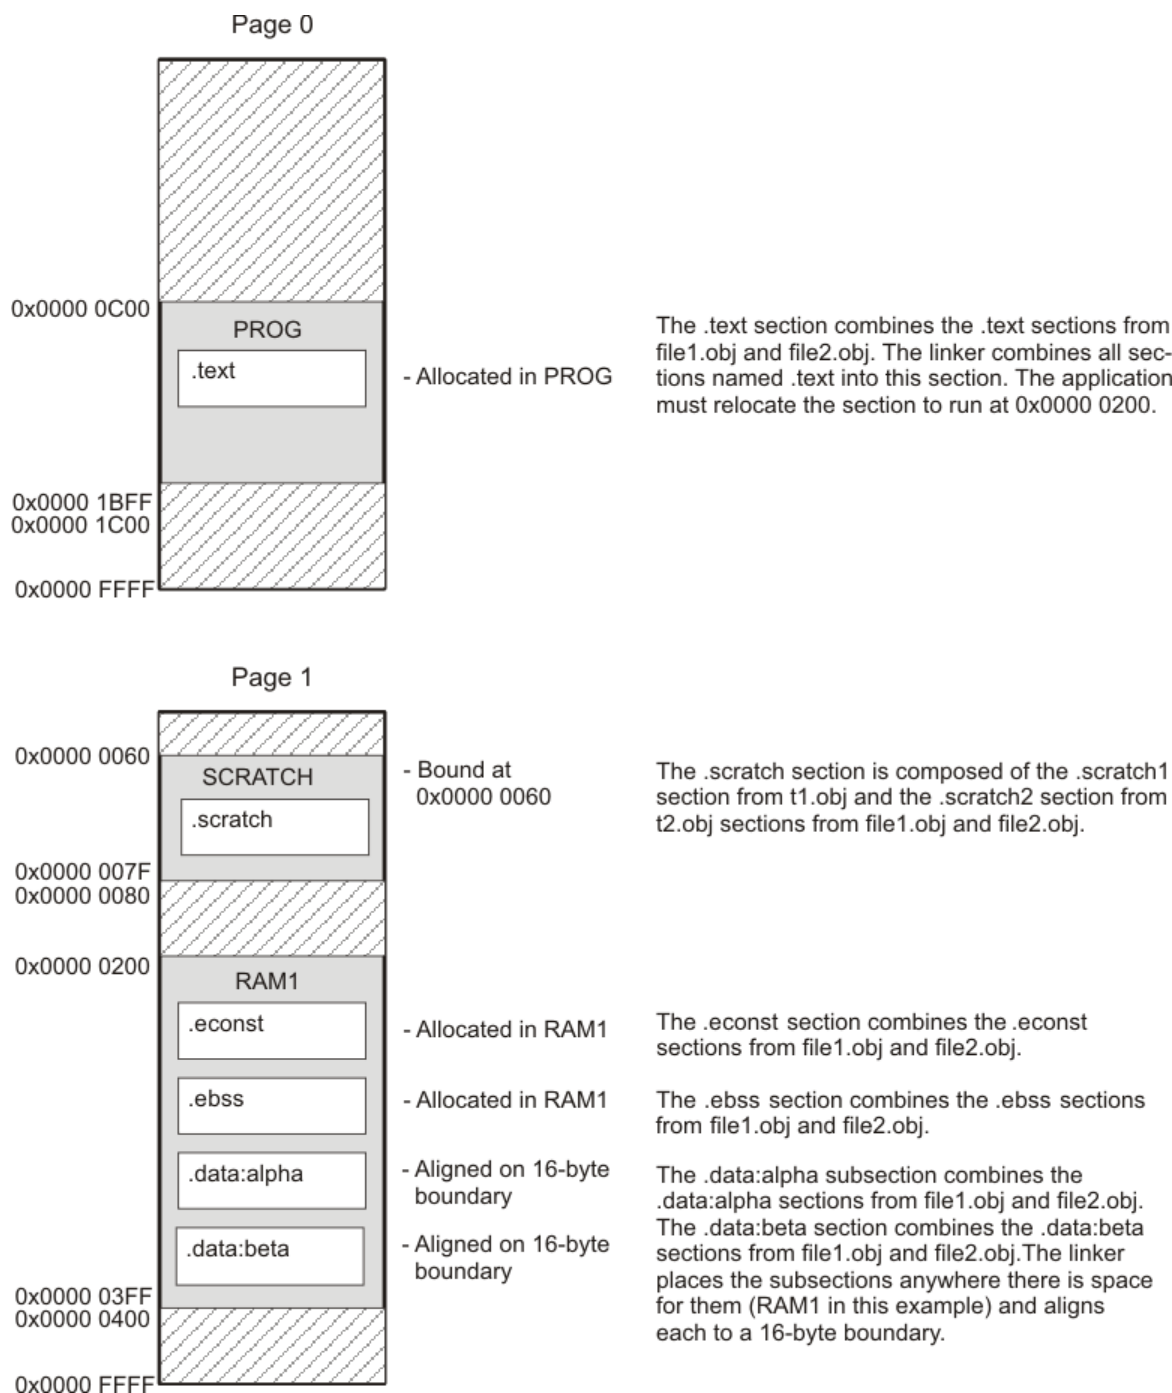 Page 0
0x0000 0C00
PROG
.text
- Allocated in PROG
The .text section combines the .text sections from
file1.obj and file2.obj. The linker combines all sec-
tions named .text into this section. The application
must relocate the section to run at 0x0000 0200.
0x0000 1BFF
0x0000 1C00
0x0000 FFFF
Page 1
0x0000 0060
SCRATCH
.scratch
- Bound at
0x0000 0060
The .scratch section is composed of the .scratch1
section from t1.obj and the .scratch2 section from
t2.obj sections from file1.obj and file2.obj.
0x0000 007F
0x0000 0080
0x0000 0200
RAM1
.econst
- Allocated in RAM1
The .econst section combines the .econst
sections from file1.obj and file2.obj.
.ebss
- Allocated in RAM1
The .ebss section combines the .ebss sections
from file1.obj and file2.obj.
.data:alpha
- Aligned on 16-byte
boundary
The .data:alpha subsection combines the
.data:alpha sections from file1.obj and file2.obj.
.data:beta
- Aligned on 16-byte
boundary
The .data:beta section combines the .data:beta
sections from file1.obj and file2.obj.The linker
places the subsections anywhere there is space
for them (RAM1 in this example) and aligns
each to a 16-byte boundary.
0x0000 03FF
0x0000 0400
0x0000 FFFF